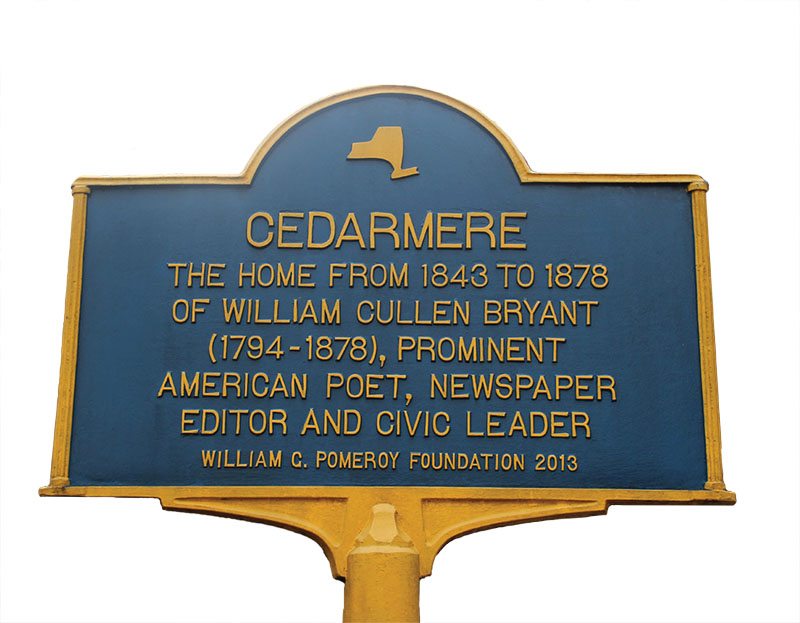 CEDARMERE
THE HOME FROM 1843 TO 1878
OF WILLIAM CULLEN BRYANT
(1794-1878), PROMINENT
AMERICAN POET, NEWSPAPER
EDITOR AND CIVIC LEADER
WILLIAM G. POMEROY FOUNDATION 2013